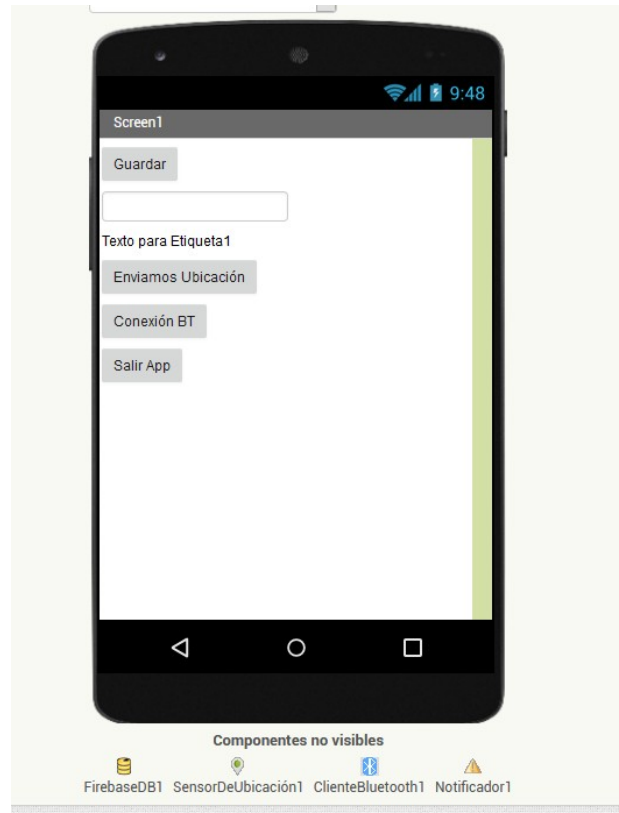 9:48
Screen1
Guardar
Texto para Etiqueta1
Enviamos Ubicación
Conexión BT
Salir App
Componentes no visibles
FirebaseDB1 SensorDeUbicación1 ClienteBluetooth1 Notificador1